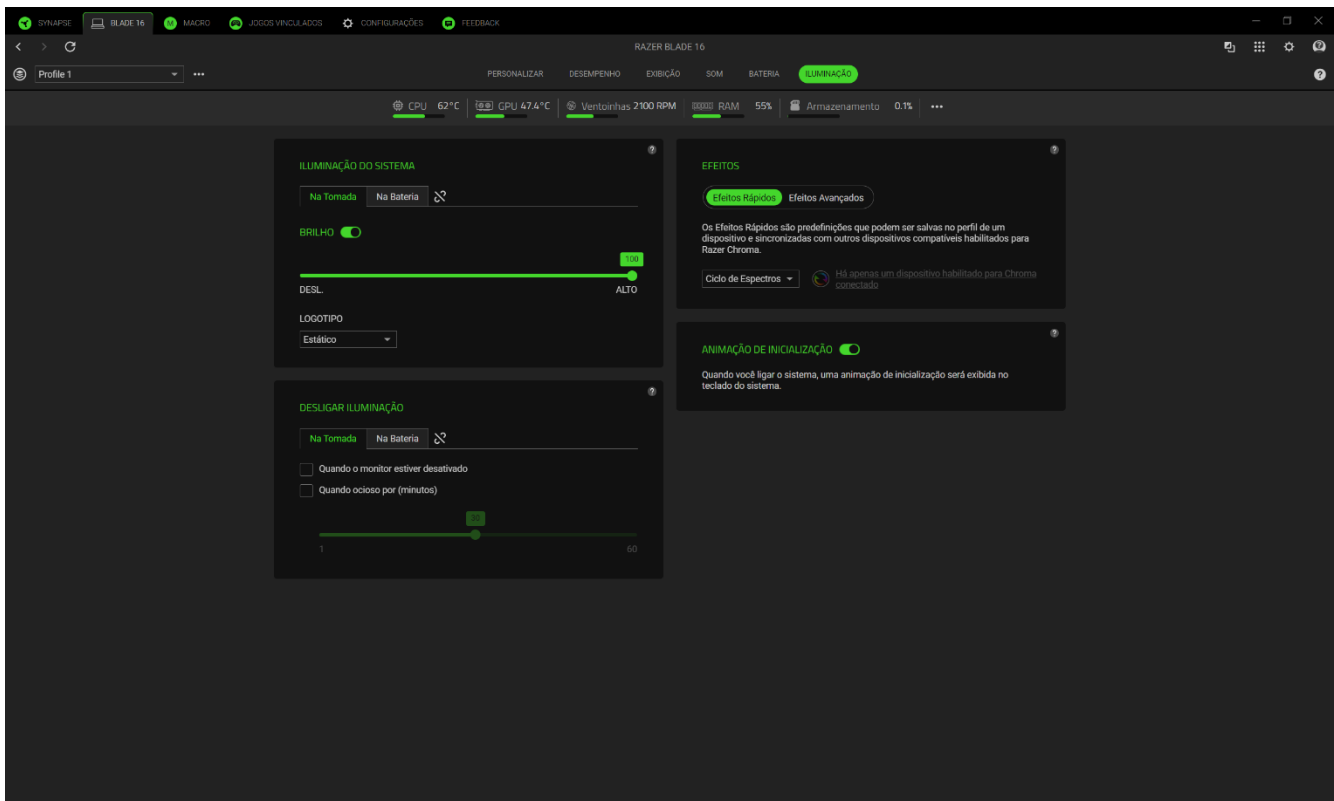 SYNAPSE BLADE 16 MACRO JOGOS VINCULADOS CONFIGURAÇÕES FEEDBACK
RAZER BLADE 16
Profile 1 PERSONALIZAR DESEMPENHO EXIBIÇÃO SOM BATERIA ILUMINAÇÃO
CPU 62°C GPU 47.4°C Ventoinhas 2100 RPM RAM 55% Armazenamento 0.1%
ILUMINAÇÃO DO SISTEMA
Na Tomada Na Bateria
BRILHO
100
DESL. ALTO
LOGOTIPO
Estático
DESLIGAR ILUMINAÇÃO
Na Tomada Na Bateria
Quando o monitor estiver desativado
Quando ocioso por (minutos)
30
1 60
EFEITOS
Efeitos Rápidos Efeitos Avançados
Os Efeitos Rápidos são predefinições que podem ser salvas no perfil de um
dispositivo e sincronizadas com outros dispositivos compatíveis habilitados para
Razer Chroma.
Ciclo de Espectros
Há apenas um dispositivo habilitado para Chroma
conectado
ANIMAÇÃO DE INICIALIZAÇÃO
Quando você ligar o sistema, uma animação de inicialização será exibida no
teclado do sistema.